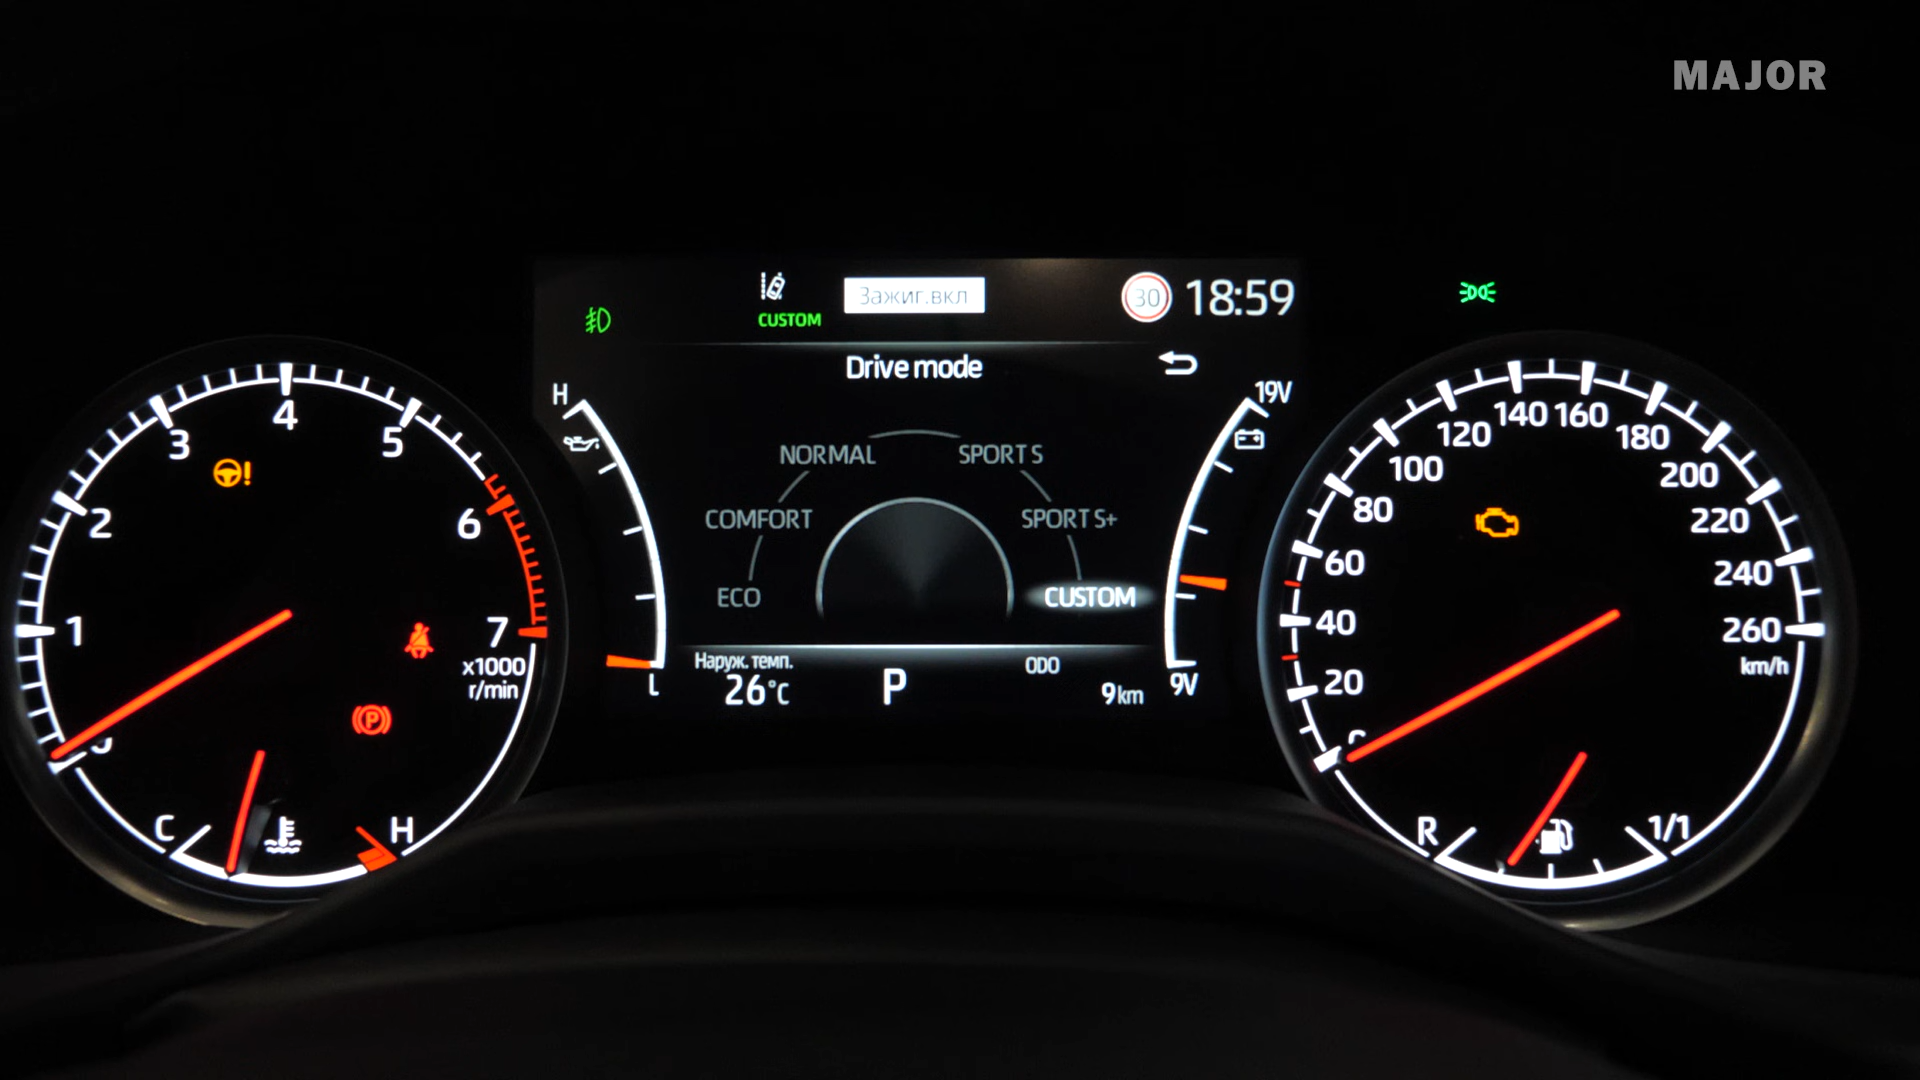 MAJOR
Зажиг.вкл
30
18:59
CUSTOM
Drive mode
H
19V
NORMAL
SPORT S
COMFORT
SPORT S+
ECO
CUSTOM
Наруж. темп.
26°C
P
ODO
9km
L
9V
0
1
2
3
4
5
6
7
x1000
r/min
P
C
H
0
20
40
60
80
100
120
140
160
180
200
220
240
260
km/h
R
1/1